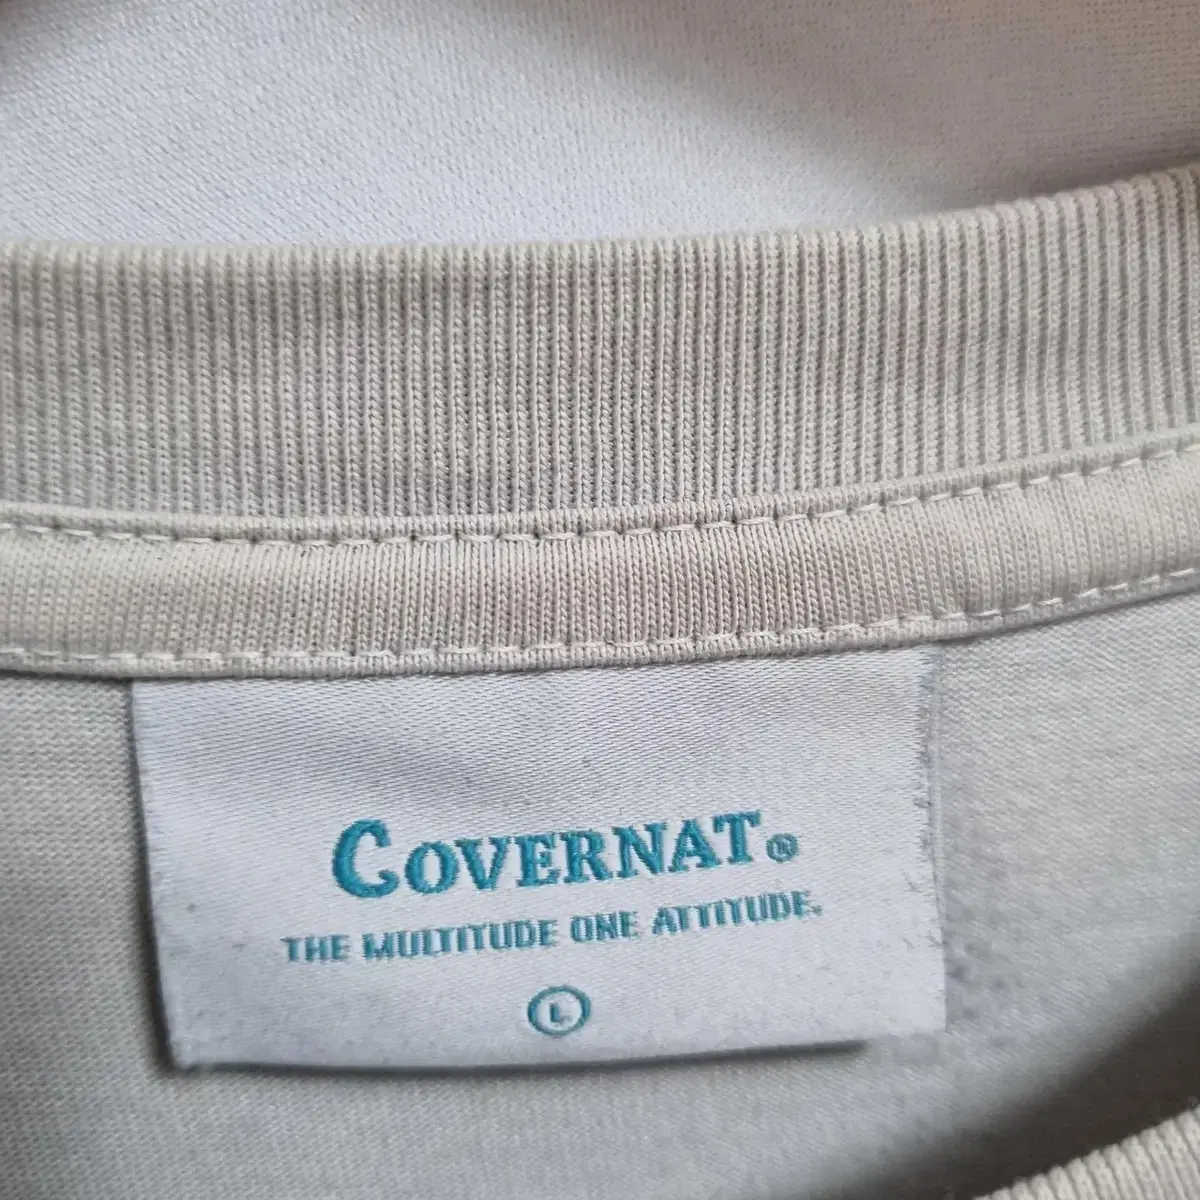 COVERNAT®
THE MULTITUDE ONE ATTITUDE.
L